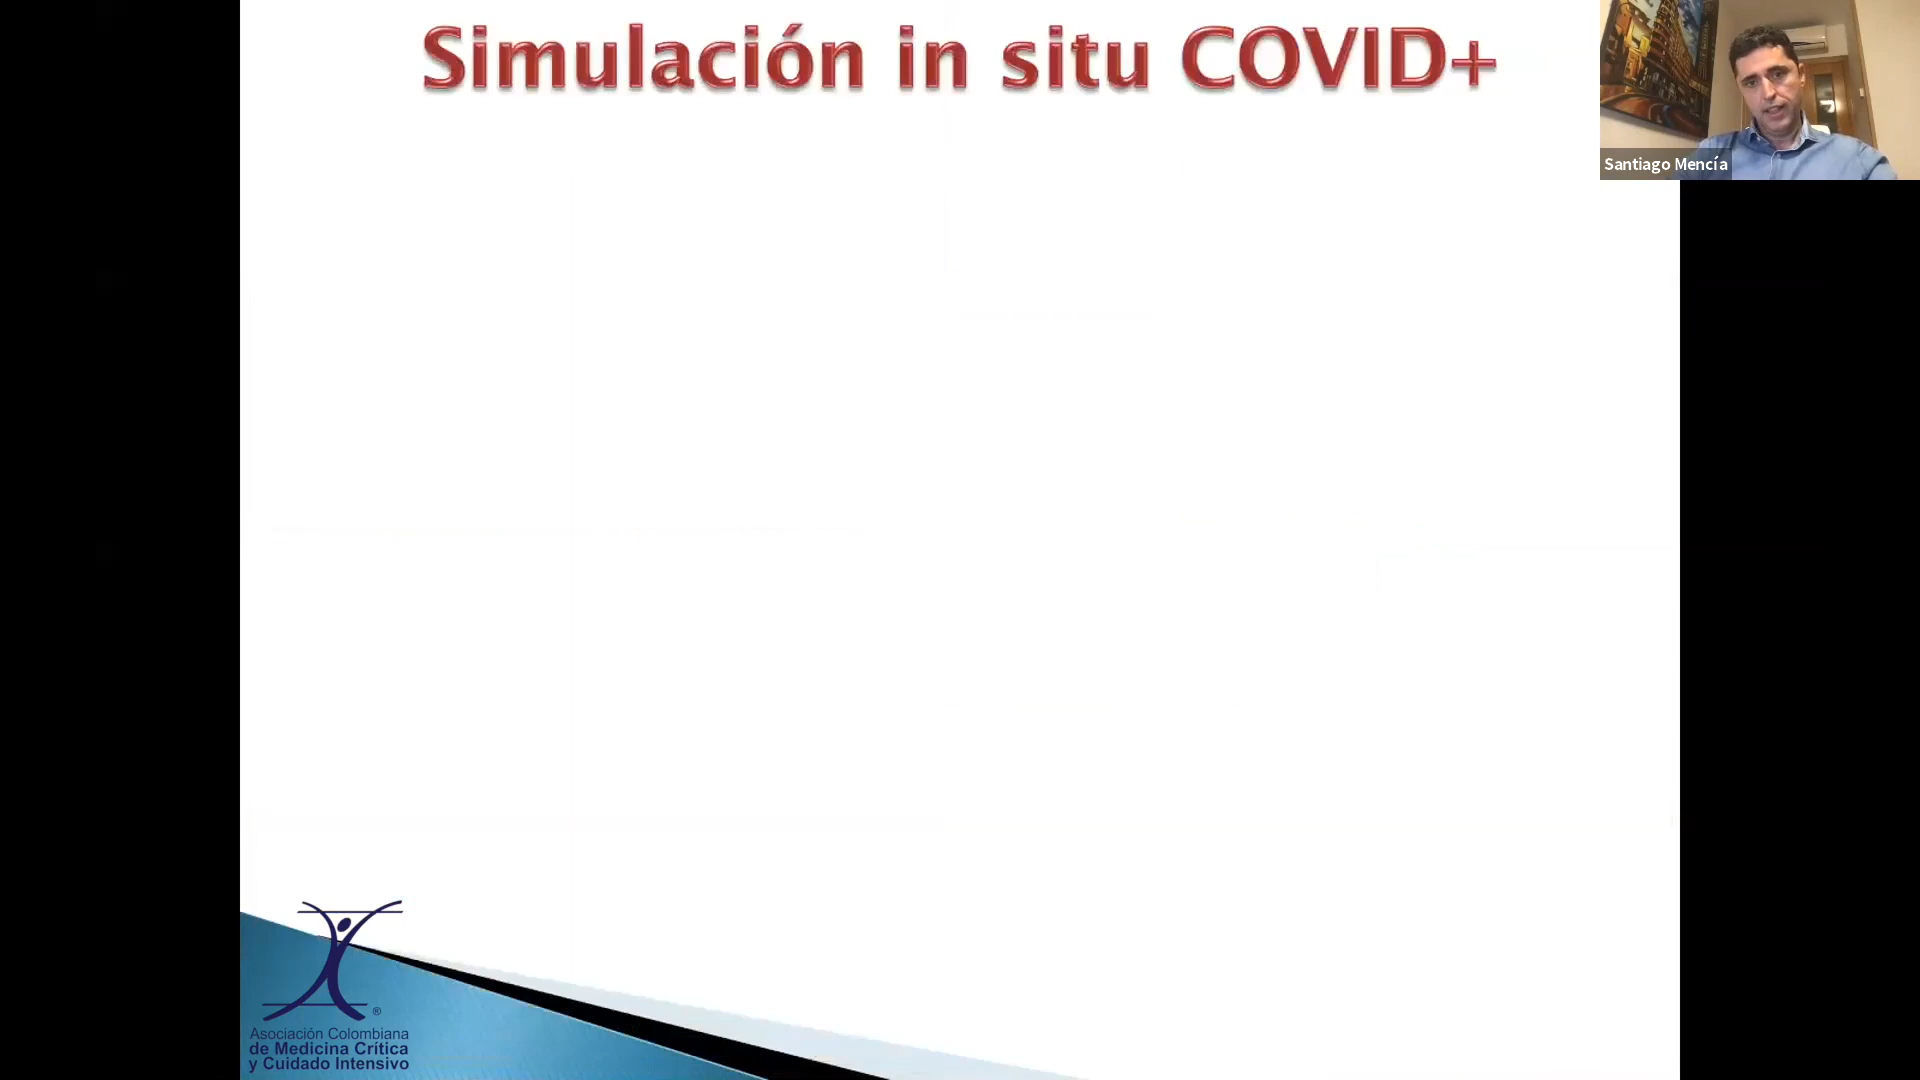 Simulación in situ COVID+
Santiago Mencía
®
Asociación Colombiana
de Medicina Crítica
y Cuidado Intensivo